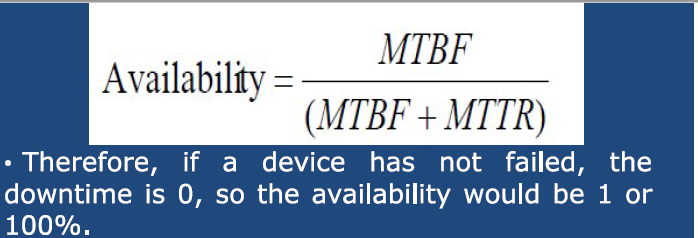 Availability = MTBF / (MTBF + MTTR)
• Therefore, if a device has not failed, the
downtime is 0, so the availability would be 1 or
100%.